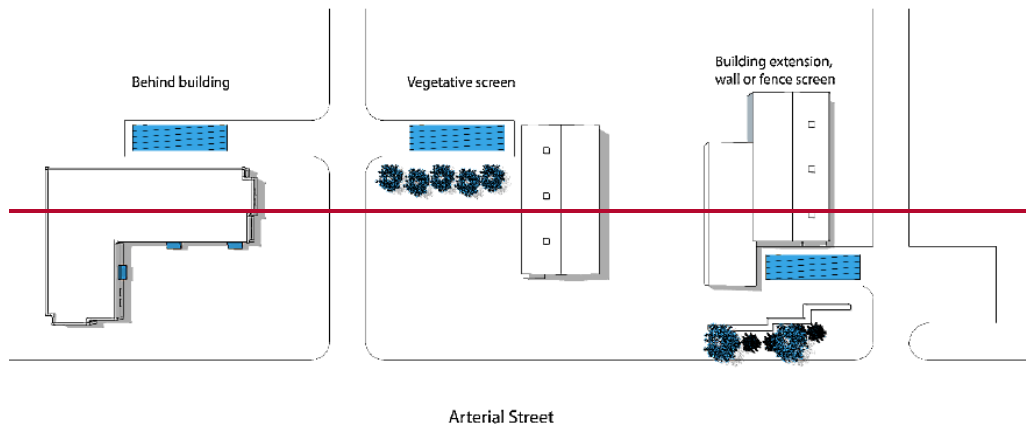 Behind building
Vegetative screen
Building extension,
wall or fence screen
Arterial Street